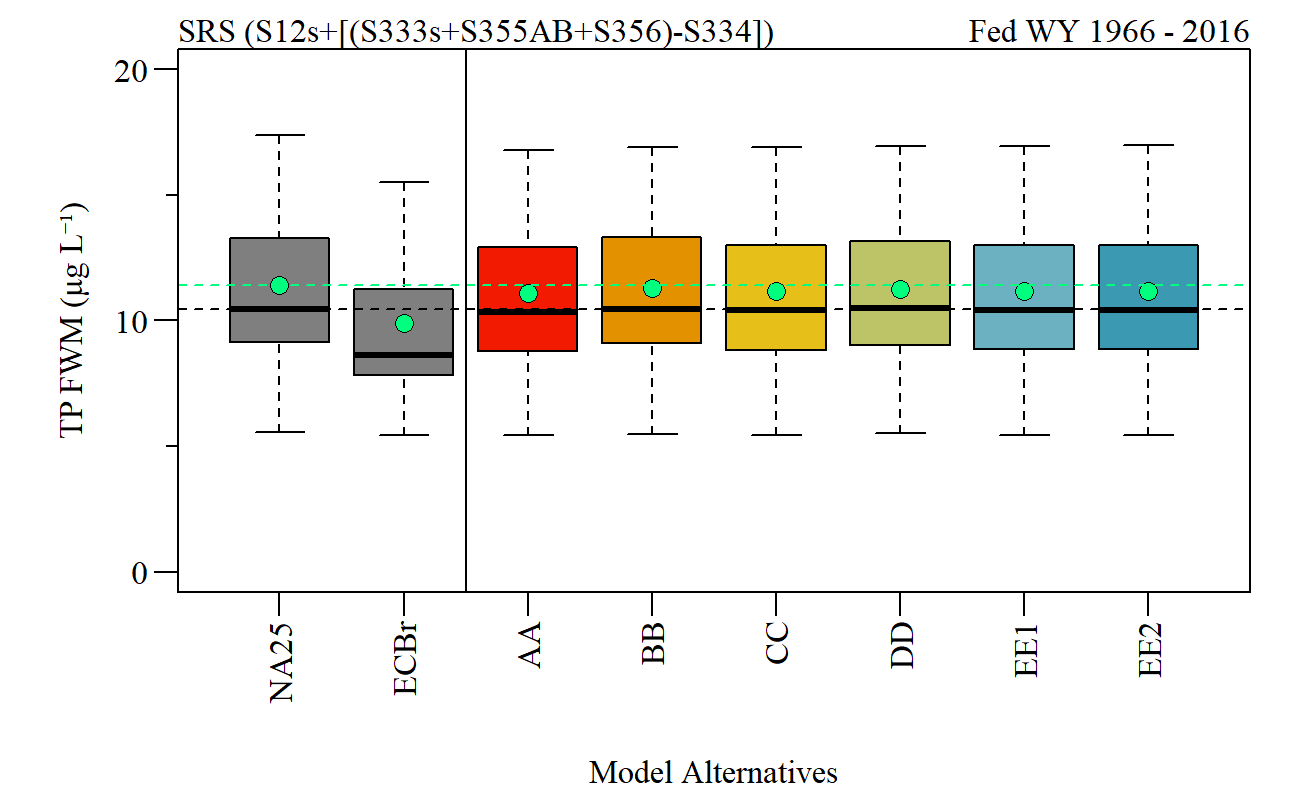 SRS (S12s+[(S333s+S355AB+S356)-S334])
Fed WY 1966 - 2016
TP FWM (μg L⁻¹)
20
10
0
NA25
ECBr
AA
BB
CC
DD
EE1
EE2
Model Alternatives